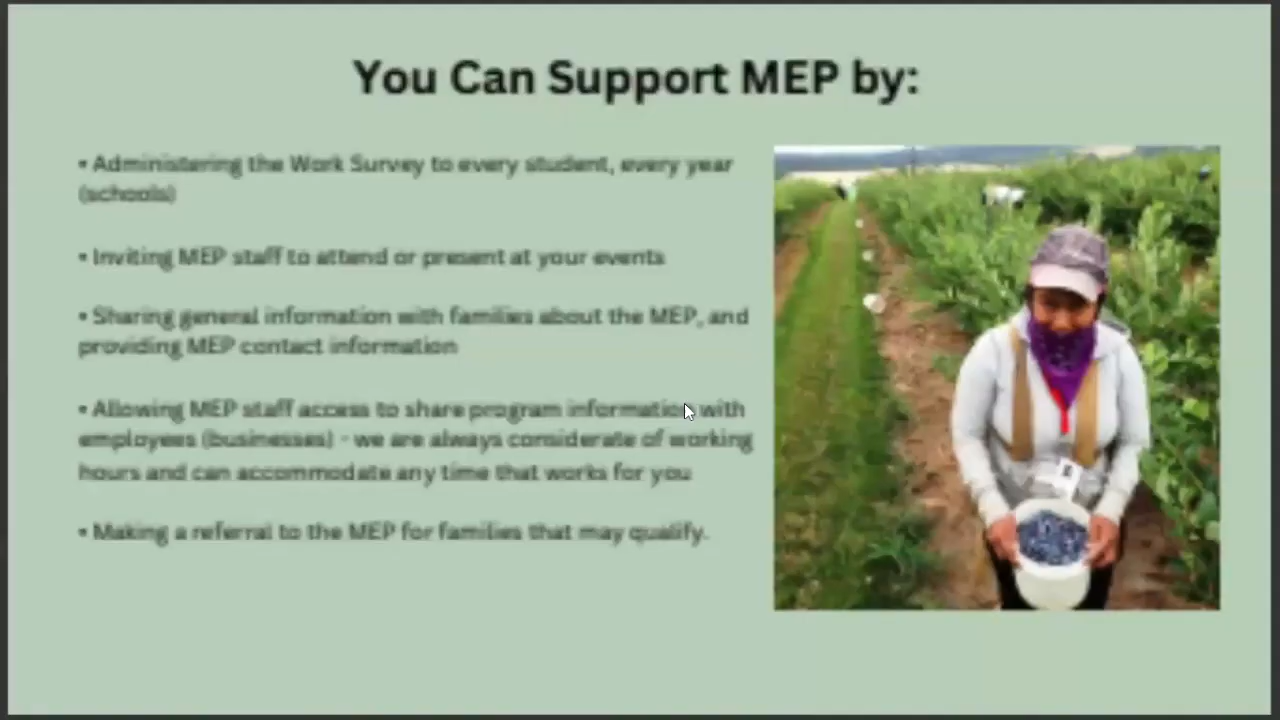 You Can Support MEP by:
• Administering the Work Survey to every student, every year
(schools)
• Inviting MEP staff to attend or present at your events
• Sharing general information with families about the MEP, and
providing MEP contact information
• Allowing MEP staff access to share program information with
employees (businesses) - we are always considerate of working
hours and can accommodate any time that works for you
• Making a referral to the MEP for families that may qualify.